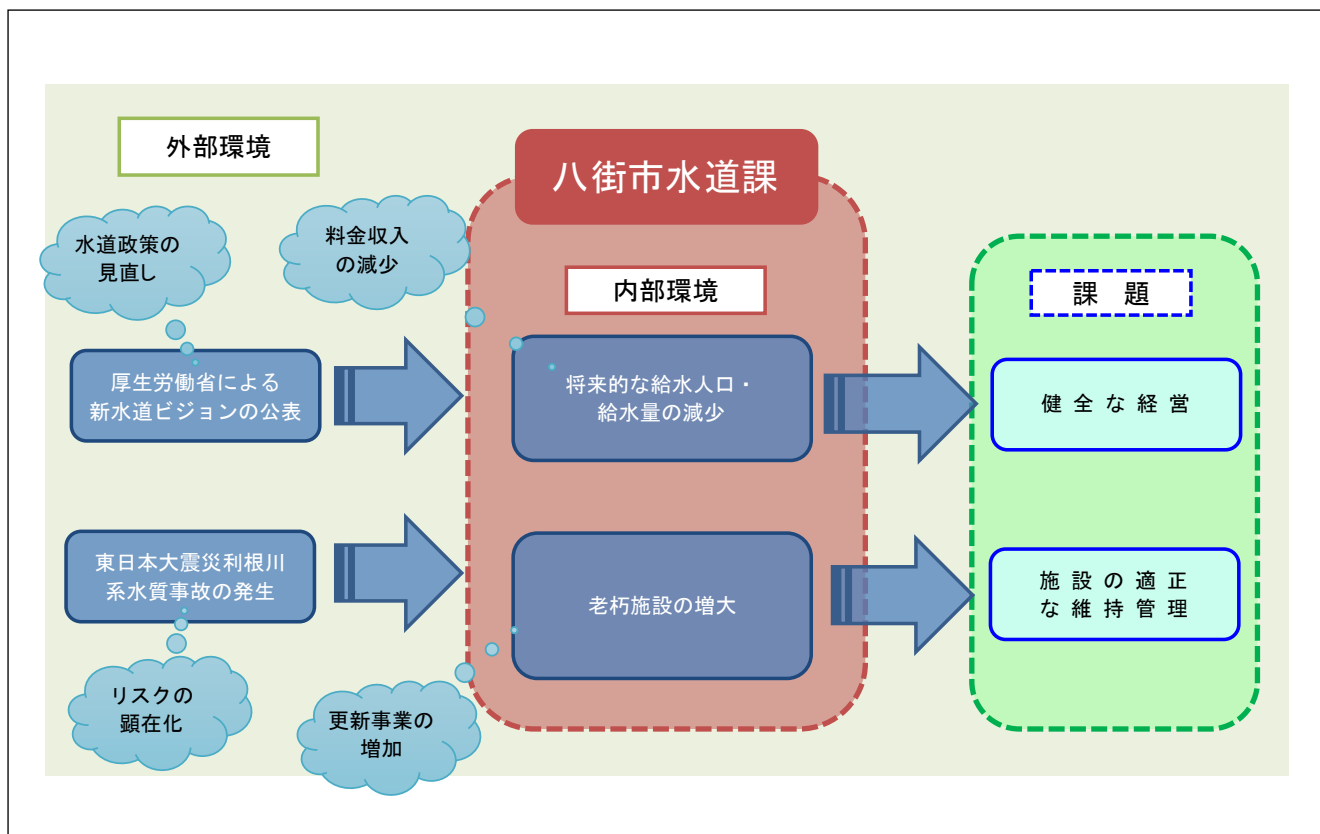 外部環境
八街市水道課
水道政策の
見直し
料金収入
の減少
内部環境
課　題
厚生労働省による
新水道ビジョンの公表
将来的な給水人口・
給水量の減少
健全な経営
東日本大震災利根川
系水質事故の発生
老朽施設の増大
施設の適正
な維持管理
リスクの
顕在化
更新事業の
増加